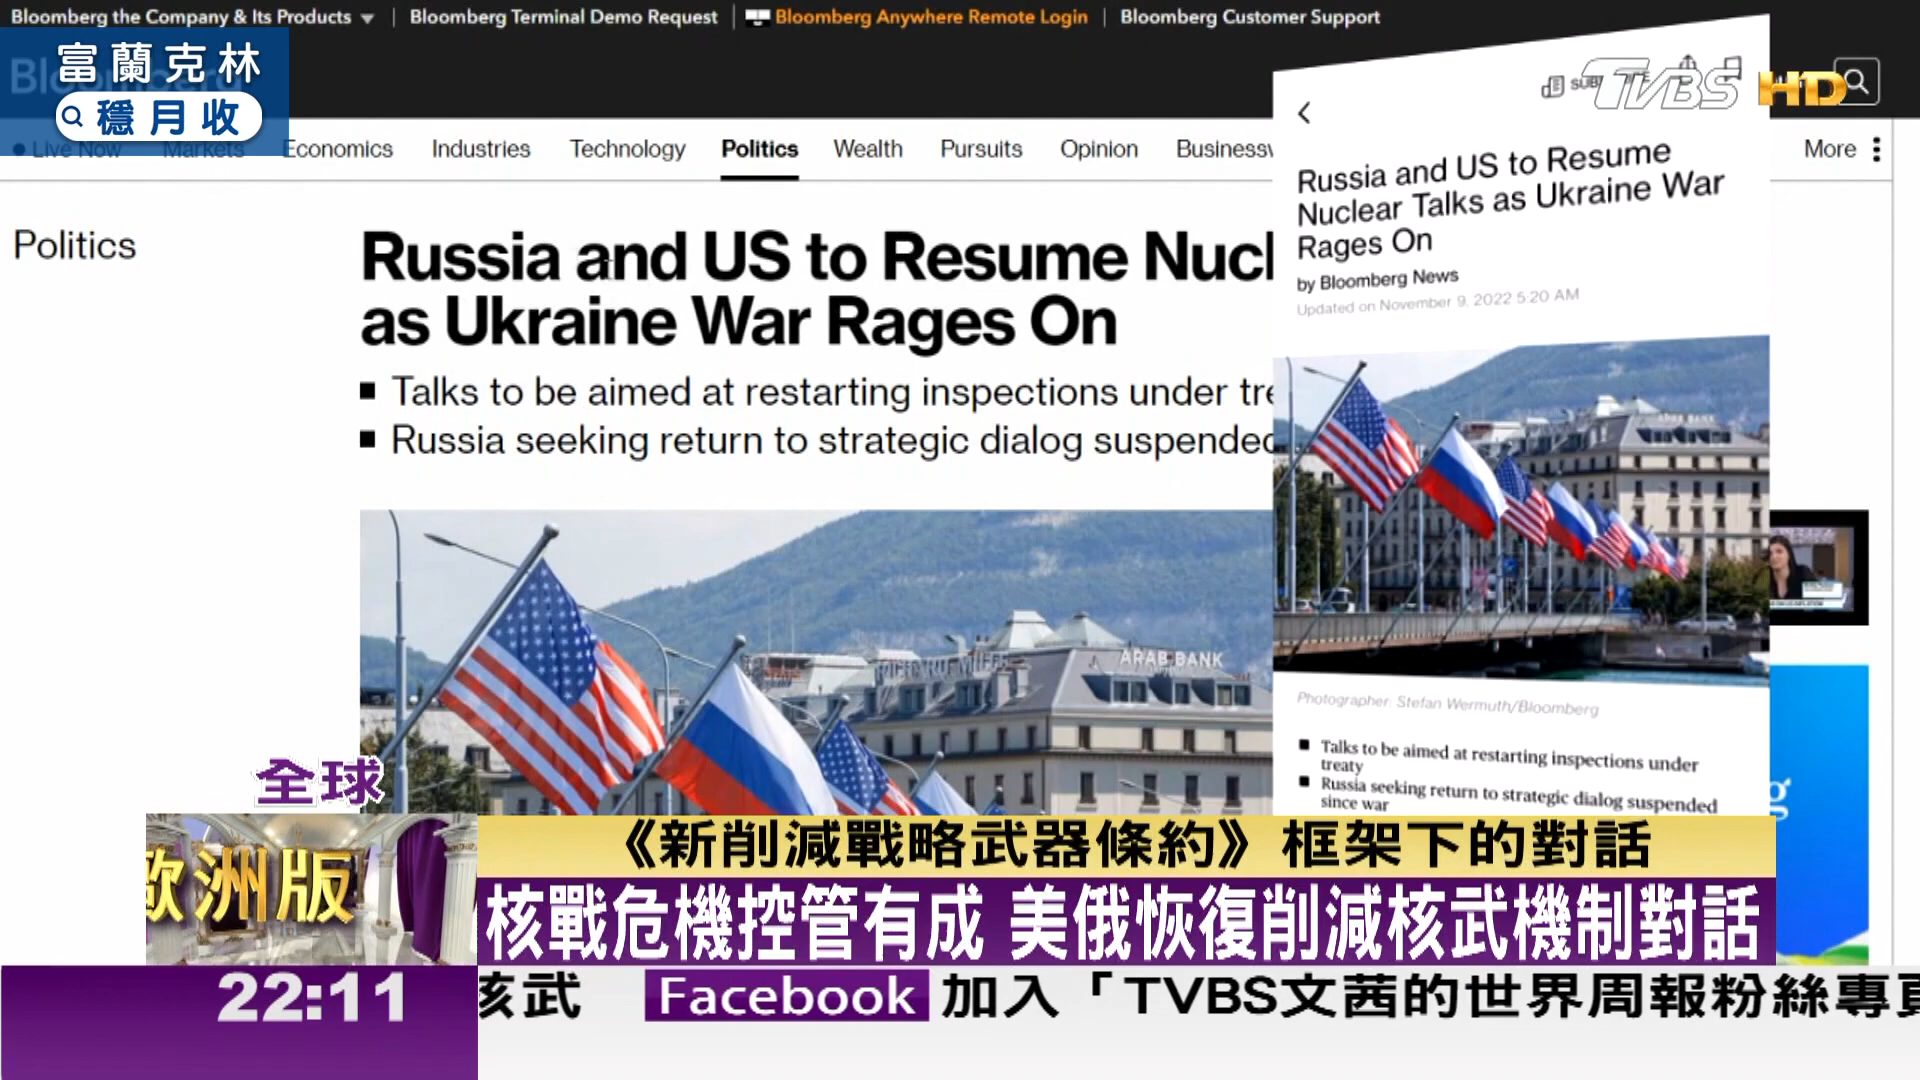 Bloomberg the Company & Its Products
Bloomberg Terminal Demo Request
Bloomberg Anywhere Remote Login
Bloomberg Customer Support
富蘭克林
穩月收
TVBS HD
Live Now
Markets
Economics
Industries
Technology
Politics
Wealth
Pursuits
Opinion
More
Politics
Russia and US to Resume Nucl
as Ukraine War Rages On
Talks to be aimed at restarting inspections under tre
Russia seeking return to strategic dialog suspended
Russia and US to Resume
Nuclear Talks as Ukraine War
Rages On
by Bloomberg News
Updated on November 9, 2022 5:20 AM
ARAB BANK
Photographer: Stefan Wermuth/Bloomberg
Talks to be aimed at restarting inspections under
treaty
Russia seeking return to strategic dialog suspended
since war
全球
歐洲版
《新削減戰略武器條約》框架下的對話
核戰危機控管有成 美俄恢復削減核武機制對話
22:11
核武 Facebook 加入「TVBS文茜的世界周報粉絲專頁